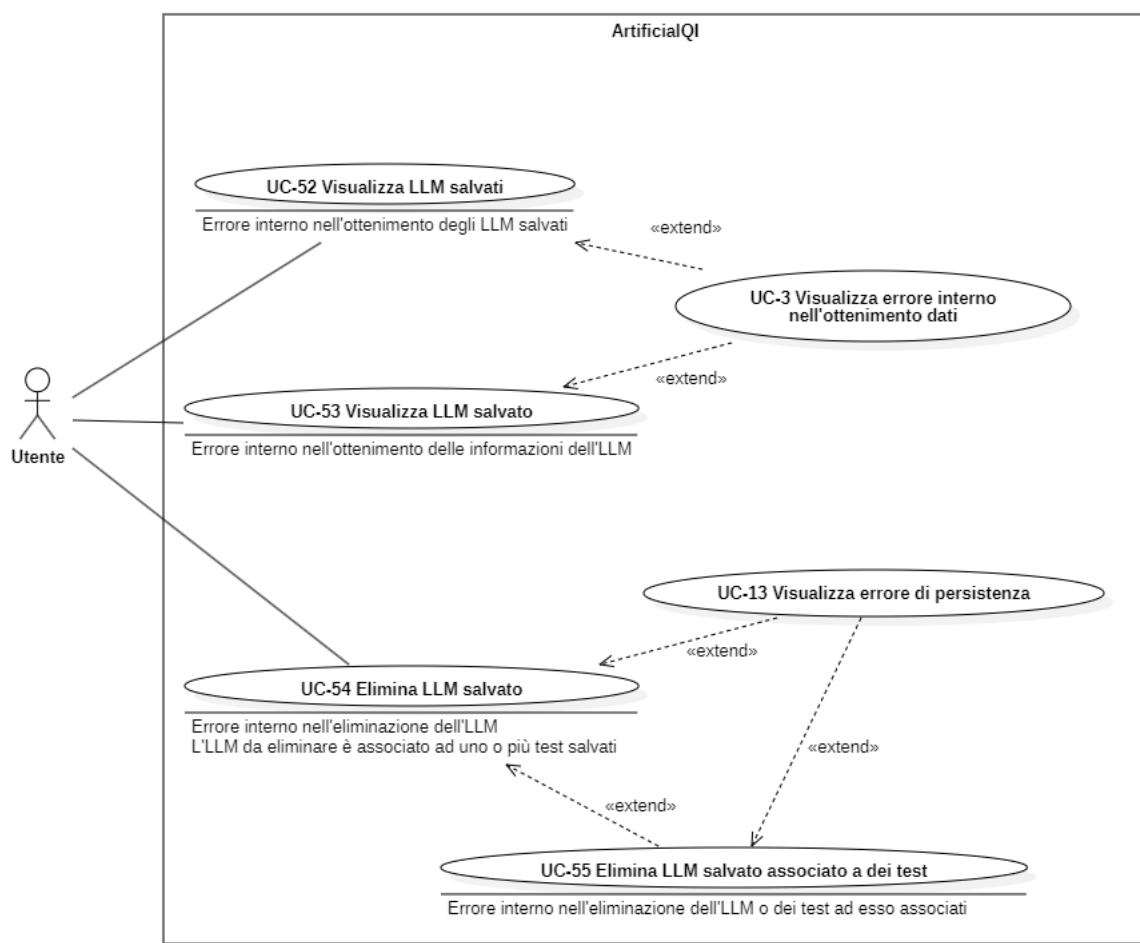 ArtificialQI
UC-52 Visualizza LLM salvati
Errore interno nell'ottenimento degli LLM salvati
«extend»
UC-3 Visualizza errore interno
nell'ottenimento dati
«extend»
UC-53 Visualizza LLM salvato
Errore interno nell'ottenimento delle informazioni dell'LLM
Utente
UC-13 Visualizza errore di persistenza
«extend»
UC-54 Elimina LLM salvato
Errore interno nell'eliminazione dell'LLM
L'LLM da eliminare è associato ad uno o più test salvati
«extend»
«extend»
UC-55 Elimina LLM salvato associato a dei test
Errore interno nell'eliminazione dell'LLM o dei test ad esso associati